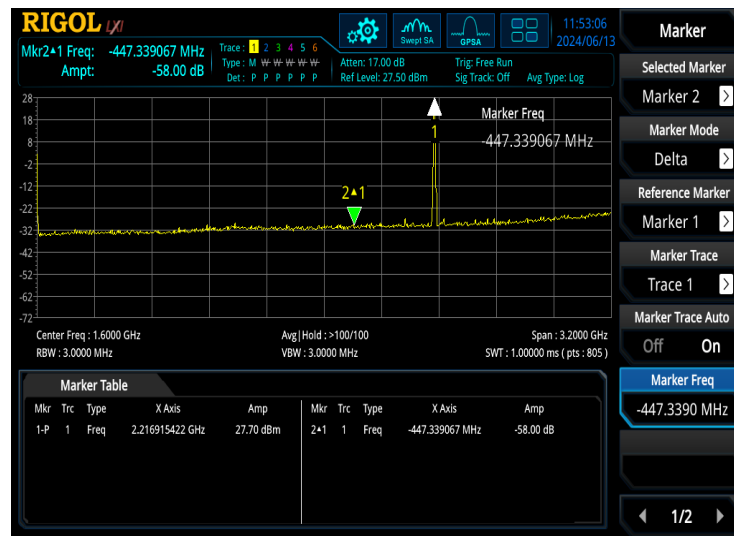 RIGOL LXI
Swept SA
GPSA
11:53:06
2024/06/13
Mkr2▲1 Freq: -447.339067 MHz
Ampt: -58.00 dB
Trace: 1 2 3 4 5 6
Type: M W W W W W
Det: P P P P P P
Atten: 17.00 dB
Ref Level: 27.50 dBm
Trig: Free Run
Sig Track: Off
Avg Type: Log
28
18
8
-2
-12
-22
-32
-42
-52
-62
-72
Marker Freq
-447.339067 MHz
1
2▲1
Center Freq : 1.6000 GHz
Avg|Hold : >100/100
Span : 3.2000 GHz
RBW : 3.0000 MHz
VBW : 3.0000 MHz
SWT : 1.00000 ms ( pts : 805 )
Marker Table
Mkr Trc Type X Axis Amp Mkr Trc Type X Axis Amp
1-P 1 Freq 2.216915422 GHz 27.70 dBm 2▲1 1 Freq -447.339067 MHz -58.00 dB
Marker
Selected Marker
Marker 2 >
Marker Mode
Delta >
Reference Marker
Marker 1 >
Marker Trace
Trace 1 >
Marker Trace Auto
Off On
Marker Freq
-447.3390 MHz
1/2